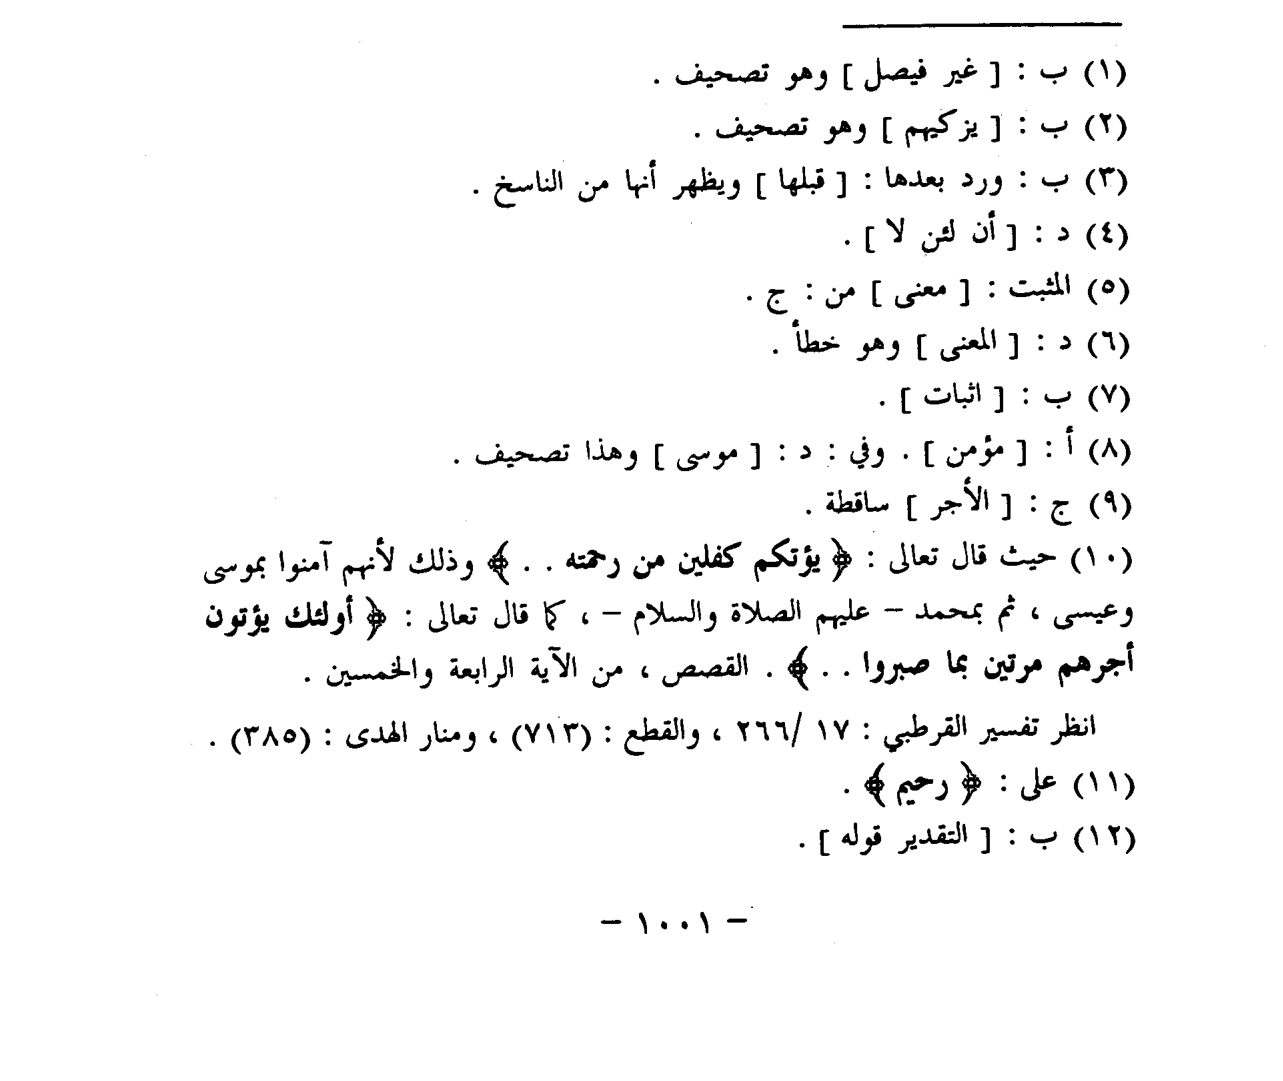 (١) ب : [ غير فيصل ] وهو تصحيف .
(٢) ب : [ يزكيهم ] وهو تصحيف .
(٣) ب : ورد بعدها : [ قبلها ] ويظهر أنها من الناسخ .
(٤) د : [ أن لئن لا ] .
(٥) المثبت : [ معنى ] من : ج .
(٦) د : [ المعنى ] وهو خطأ .
(٧) ب : [ اثبات ] .
(٨) أ : [ مؤمن ] . وفي : د : [ موسى ] وهذا تصحيف .
(٩) ج : [ الأجر ] ساقطة .
(١٠) حيث قال تعالى : ﴿ يؤتكم كفلين من رحمته . . ﴾ وذلك لأنهم آمنوا بموسى
وعيسى ، ثم بمحمد – عليهم الصلاة والسلام – ، كما قال تعالى : ﴿ أولئك يؤتون
أجرهم مرتين بما صبروا . . ﴾ . القصص ، من الآية الرابعة والخمسين .
انظر تفسير القرطبي : ١٧ /٢٦٦ ، والقطع : (٧١٣) ، ومنار الهدى : (٣٨٥) .
(١١) على : ﴿ رحيم ﴾ .
(١٢) ب : [ التقدير قوله ] .
– ١٠٠١ –